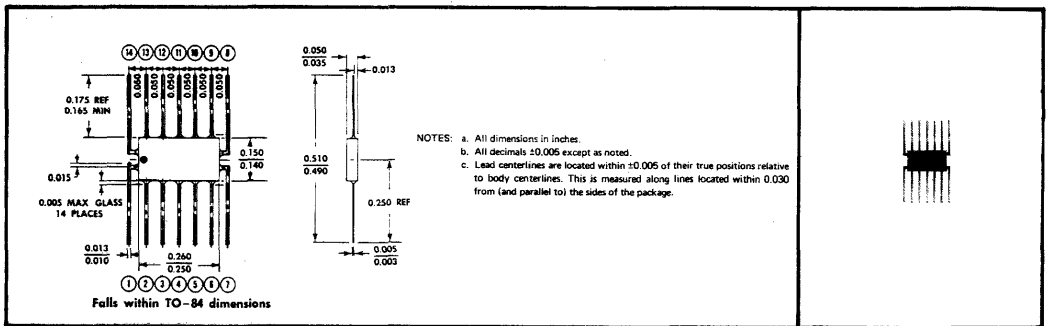 14 13 12 11 10 9 8
0.050 0.050 0.050 0.050 0.050
0.175 REF
0.165 MIN
0.150
0.140
0.015
0.005 MAX GLASS
14 PLACES
0.013
0.010
0.260
0.250
1 2 3 4 5 6 7
Falls within TO-84 dimensions
0.050
0.035
0.013
0.510
0.490
0.250 REF
0.005
0.003
NOTES: a. All dimensions in inches.
b. All decimals ±0.005 except as noted.
c. Lead centerlines are located within ±0.005 of their true positions relative
to body centerlines. This is measured along lines located within 0.030
from (and parallel to) the sides of the package.